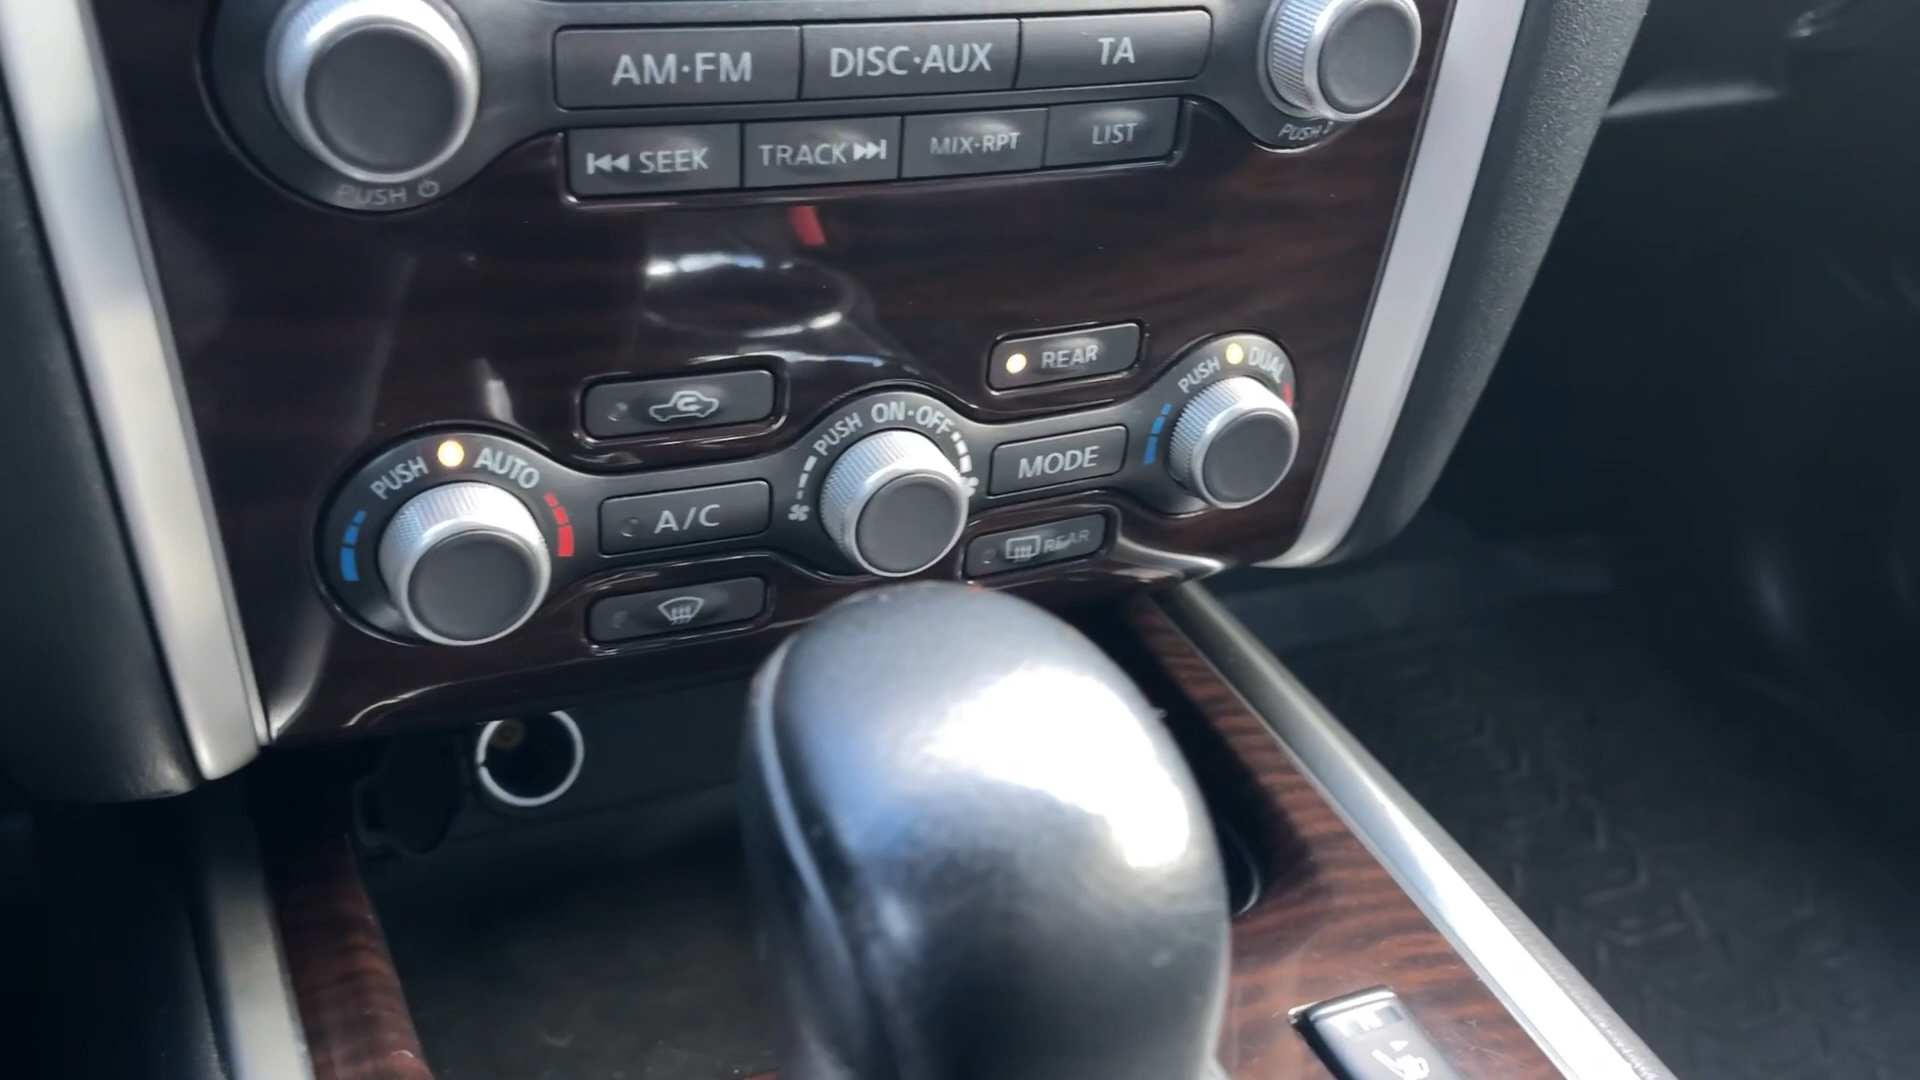 AM·FM DISC·AUX TA
SEEK TRACK MIX·RPT LIST
PUSH
PUSH
REAR
PUSH DUAL
PUSH ON·OFF
MODE
PUSH AUTO
A/C
REAR